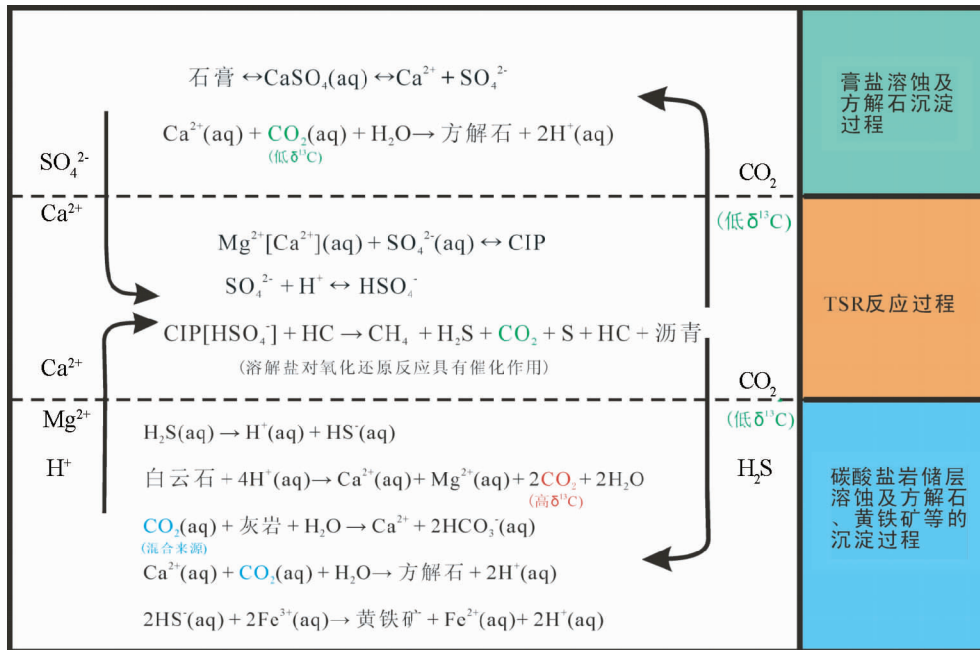 石膏 ↔CaSO₄(aq) ↔Ca²⁺ + SO₄²⁻
Ca²⁺(aq) + CO₂(aq) + H₂O→ 方解石 + 2H⁺(aq)
(低δ¹³C)
SO₄²⁻
CO₂
膏盐溶蚀及
方解石沉淀
过程
Ca²⁺
(低δ¹³C)
Mg²⁺[Ca²⁺](aq) + SO₄²⁻(aq) ↔ CIP
SO₄²⁻ + H⁺ ↔ HSO₄⁻
CIP[HSO₄⁻] + HC → CH₄ + H₂S + CO₂ + S + HC + 沥青
(溶解盐对氧化还原反应具有催化作用)
Ca²⁺
CO₂
TSR反应过程
Mg²⁺
(低δ¹³C)
H⁺
H₂S
H₂S(aq) → H⁺(aq) + HS⁻(aq)
白云石 + 4H⁺(aq)→ Ca²⁺(aq) + Mg²⁺(aq)+ 2CO₂ + 2H₂O
(高δ¹³C)
CO₂(aq) + 灰岩 + H₂O→ Ca²⁺ + 2HCO₃⁻(aq)
(混合来源)
Ca²⁺(aq) + CO₂(aq) + H₂O→ 方解石 + 2H⁺(aq)
2HS⁻(aq) + 2Fe³⁺(aq)→ 黄铁矿 + Fe²⁺(aq)+ 2H⁺(aq)
碳酸盐岩储层
溶蚀及方解石
、黄铁矿等的
沉淀过程